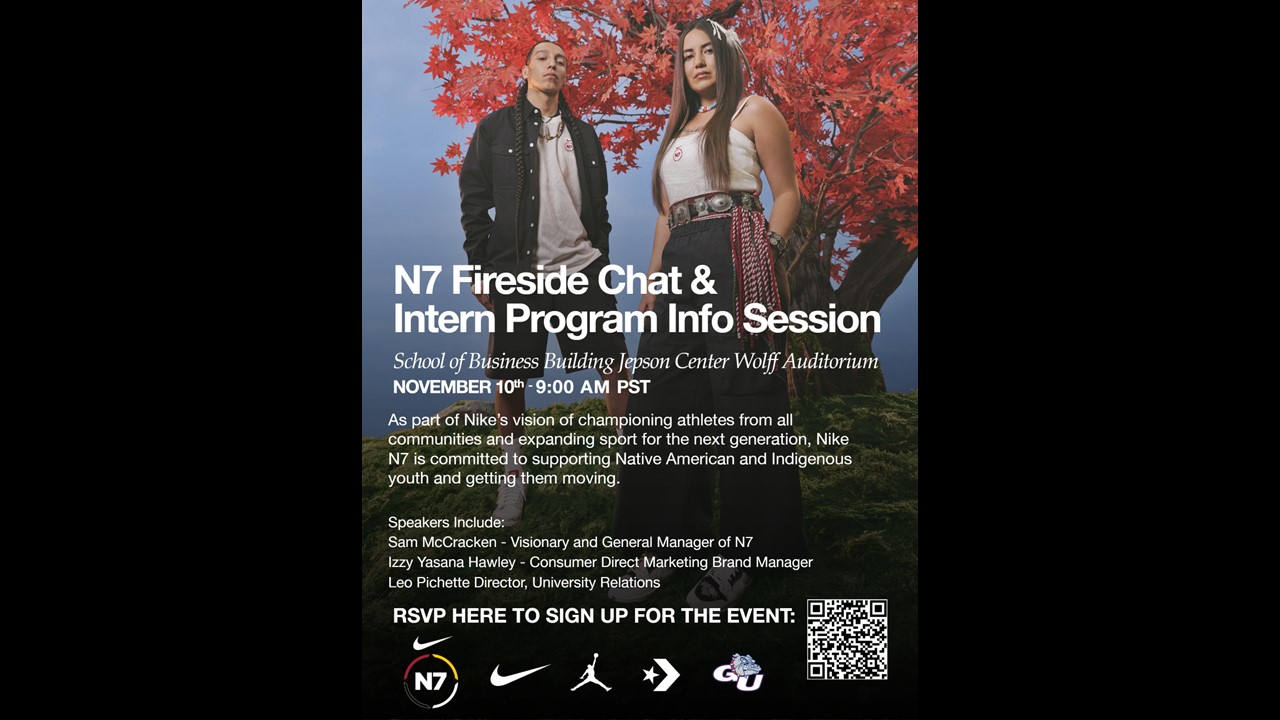 N7
N7
N7 Fireside Chat &
Intern Program Info Session
School of Business Building Jepson Center Wolff Auditorium
NOVEMBER 10th - 9:00 AM PST
As part of Nike's vision of championing athletes from all
communities and expanding sport for the next generation, Nike
N7 is committed to supporting Native American and Indigenous
youth and getting them moving.
Speakers Include:
Sam McCracken - Visionary and General Manager of N7
Izzy Yasana Hawley - Consumer Direct Marketing Brand Manager
Leo Pichette Director, University Relations
RSVP HERE TO SIGN UP FOR THE EVENT:
N7
GU